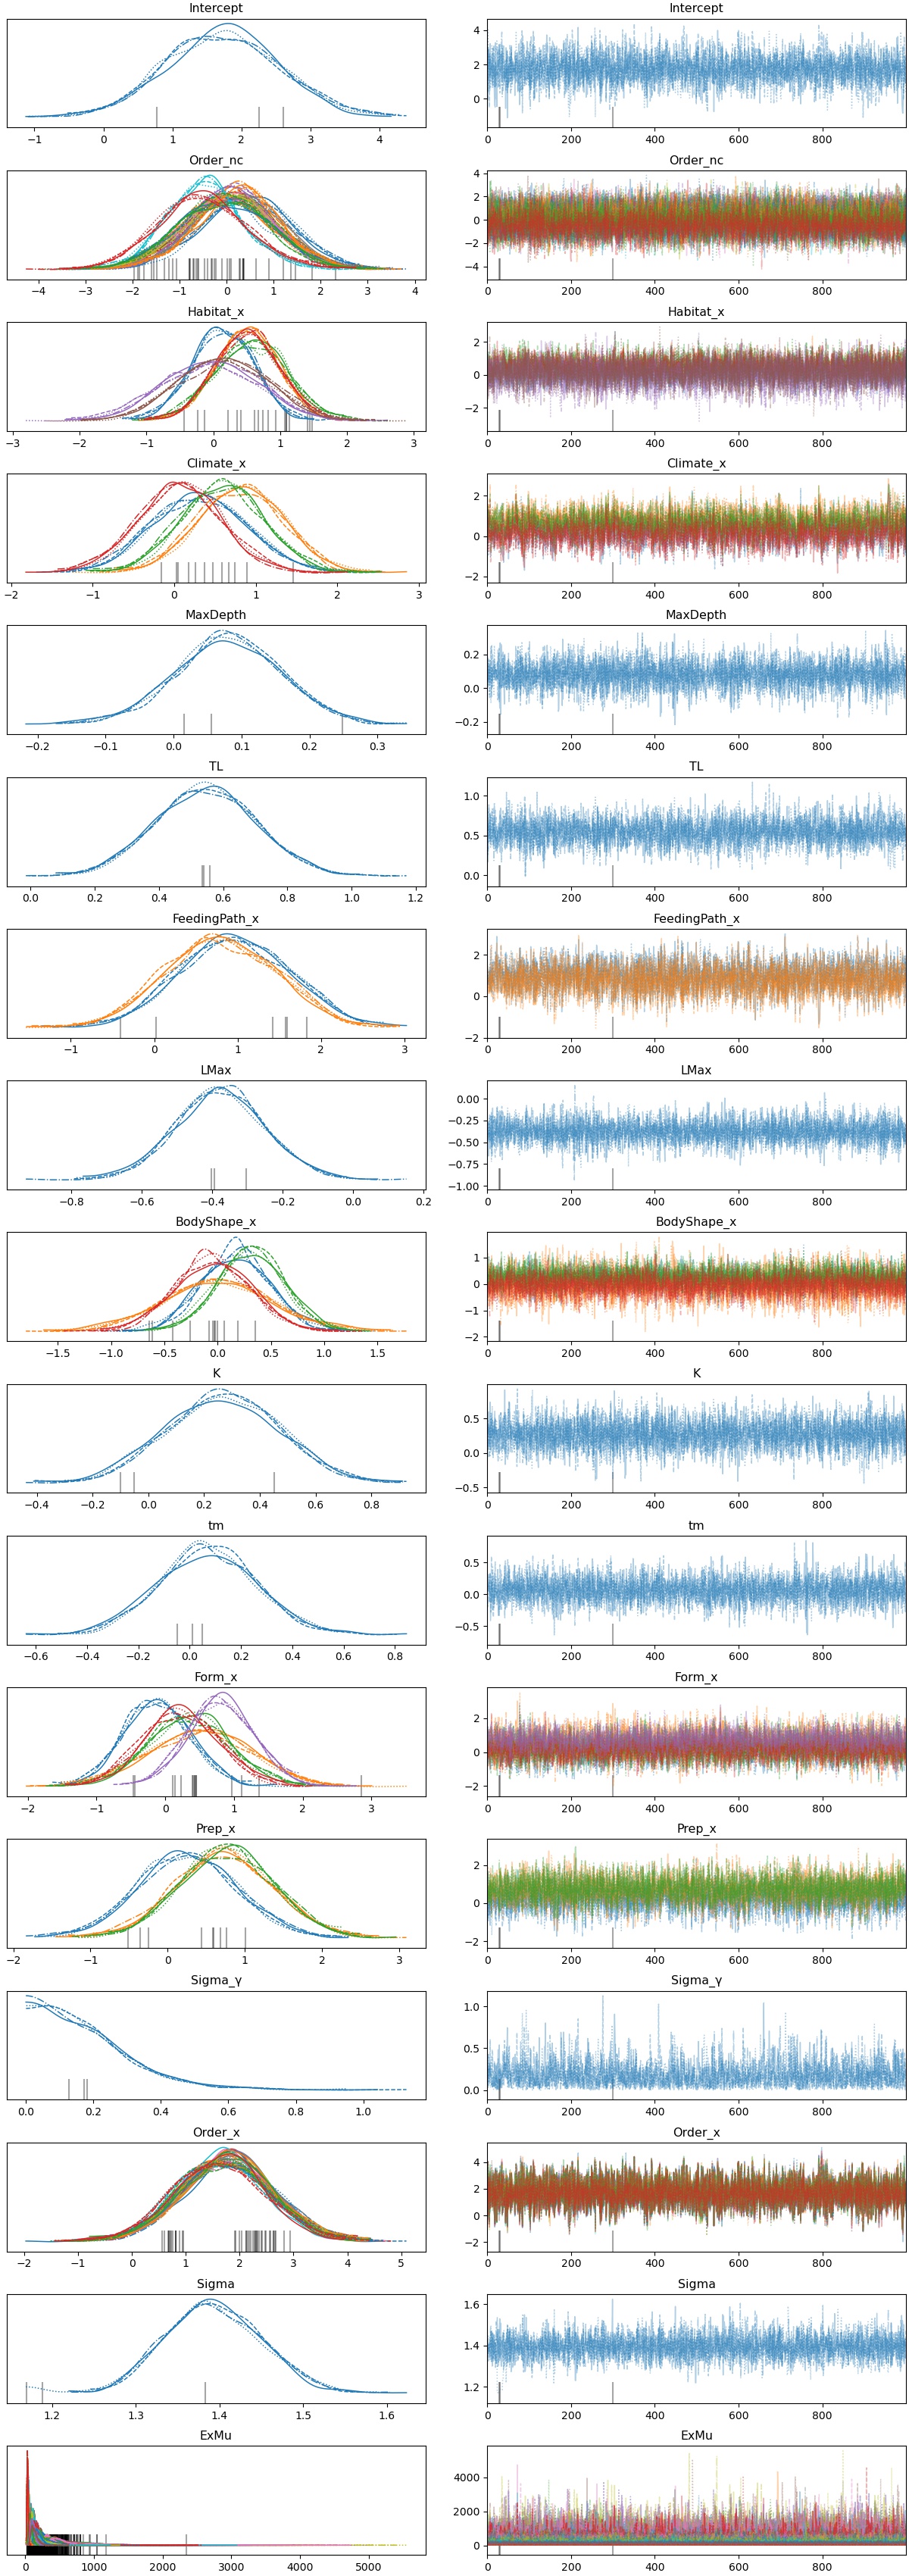 Intercept Intercept
4
2
0
−1 0 1 2 3 4 0 200 400 600 800
Order_nc Order_nc
4
2
0
−2
−4
−4 −3 −2 −1 0 1 2 3 4 0 200 400 600 800
Habitat_x Habitat_x
2
0
−2
−3 −2 −1 0 1 2 3 0 200 400 600 800
Climate_x Climate_x
2
0
−2
−2 −1 0 1 2 3 0 200 400 600 800
MaxDepth MaxDepth
0.2
0.0
−0.2
−0.2 −0.1 0.0 0.1 0.2 0.3 0 200 400 600 800
TL TL
1.0
0.5
0.0
0.0 0.2 0.4 0.6 0.8 1.0 1.2 0 200 400 600 800
FeedingPath_x FeedingPath_x
2
0
−2
−1 0 1 2 3 0 200 400 600 800
LMax LMax
0.00
−0.25
−0.50
−0.75
−1.00
−0.8 −0.6 −0.4 −0.2 0.0 0.2 0 200 400 600 800
BodyShape_x BodyShape_x
1
0
−1
−2
−1.5 −1.0 −0.5 0.0 0.5 1.0 1.5 0 200 400 600 800
K K
0.5
0.0
−0.5
−0.4 −0.2 0.0 0.2 0.4 0.6 0.8 0 200 400 600 800
tm tm
0.5
0.0
−0.5
−0.6 −0.4 −0.2 0.0 0.2 0.4 0.6 0.8 0 200 400 600 800
Form_x Form_x
2
0
−2
−2 −1 0 1 2 3 0 200 400 600 800
Prep_x Prep_x
2
0
−2
−2 −1 0 1 2 3 0 200 400 600 800
Sigma_γ Sigma_γ
1.0
0.5
0.0
0.0 0.2 0.4 0.6 0.8 1.0 0 200 400 600 800
Order_x Order_x
4
2
0
−2
−2 −1 0 1 2 3 4 5 0 200 400 600 800
Sigma Sigma
1.6
1.4
1.2
1.2 1.3 1.4 1.5 1.6 0 200 400 600 800
ExMu ExMu
4000
2000
0
0 1000 2000 3000 4000 5000 0 200 400 600 800